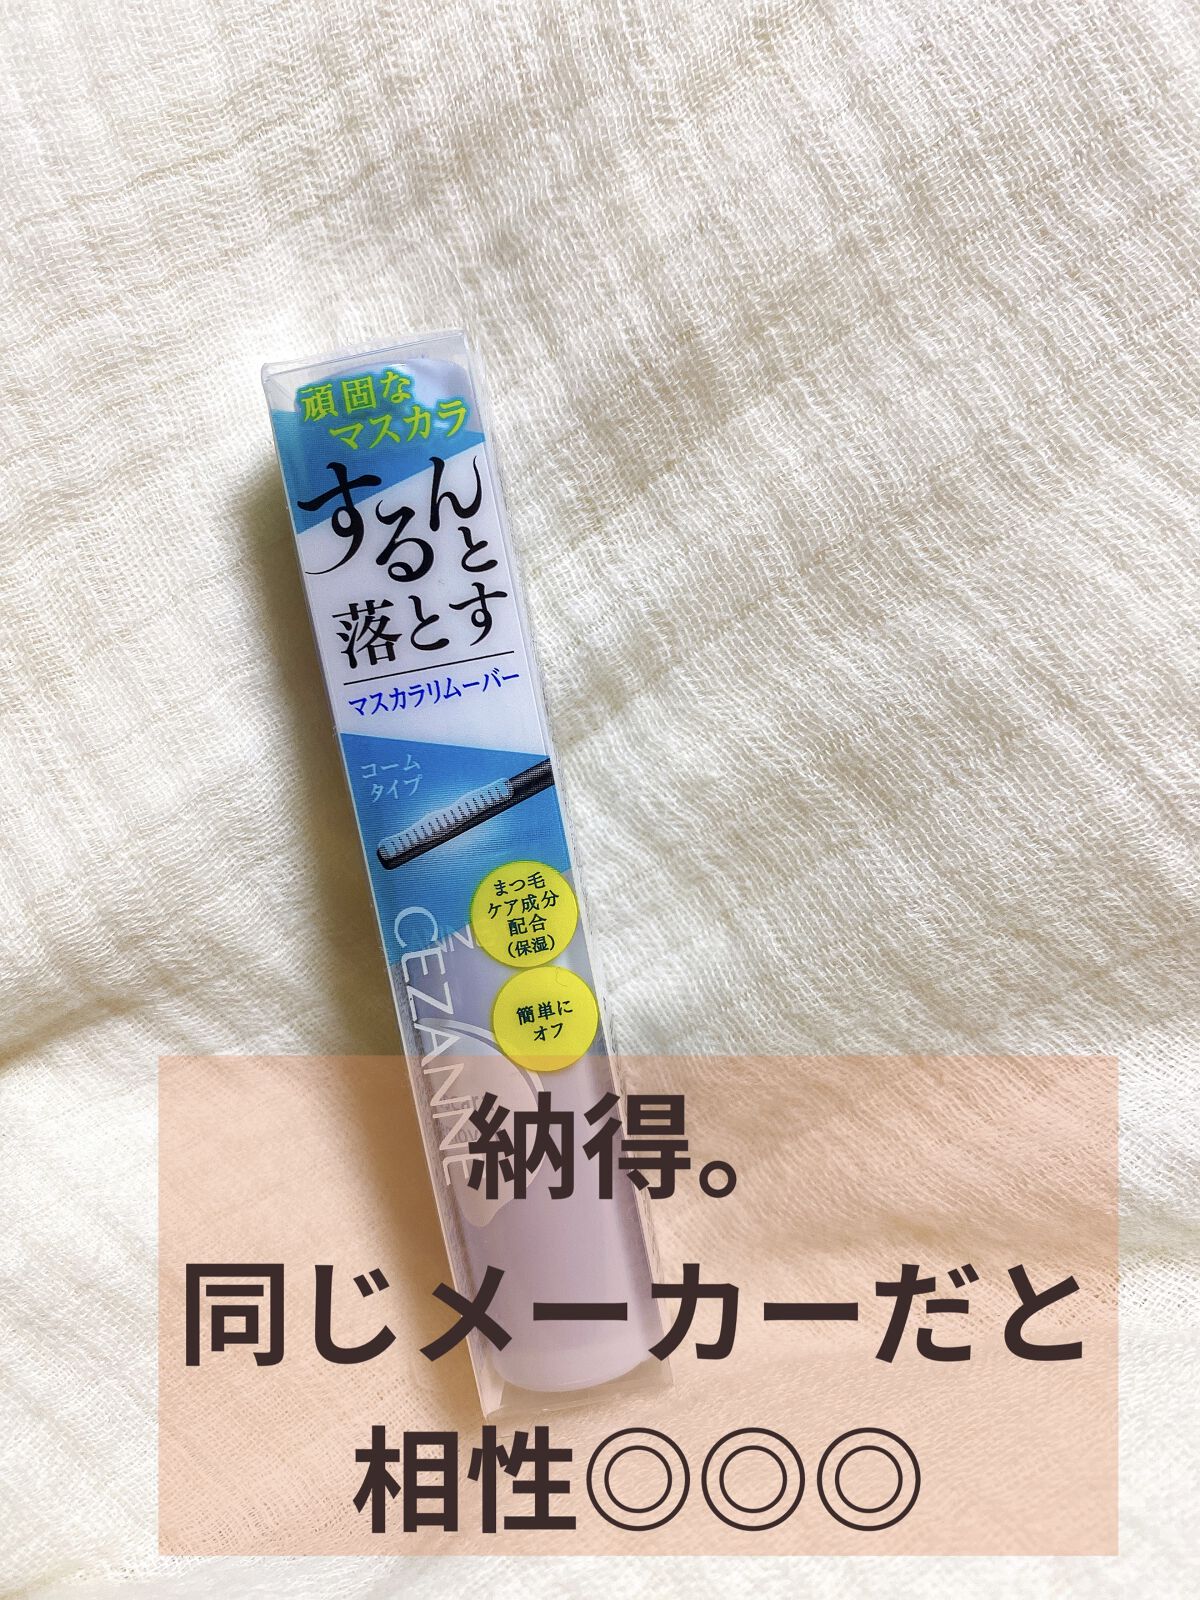 頑固な
マスカラ
するんと
落とす
マスカラリムーバー
コーム
タイプ
まつ毛
ケア成分
配合
(保湿)
簡単に
オフ
CEZANNE
納得。
同じメーカーだと
相性◎◎◎